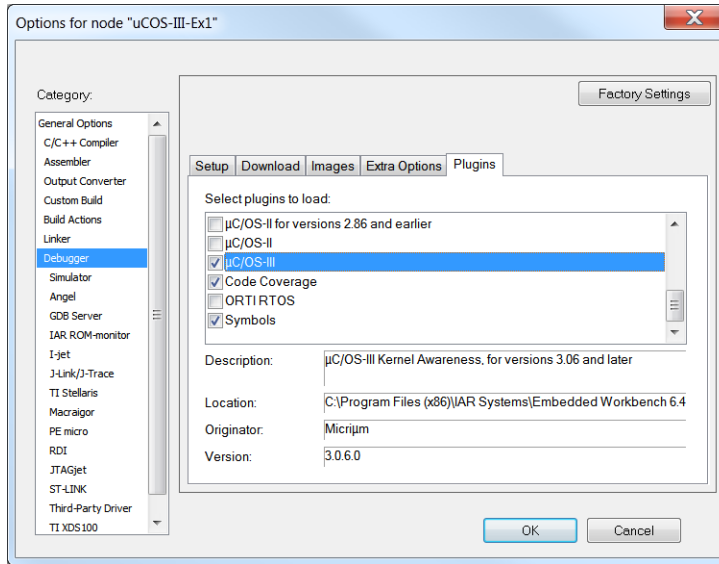 Options for node "uCOS-III-Ex1"
Category:
Factory Settings
General Options
C/C++ Compiler
Assembler
Output Converter
Custom Build
Build Actions
Linker
Debugger
Simulator
Angel
GDB Server
IAR ROM-monitor
I-jet
J-Link/J-Trace
TI Stellaris
Macraigor
PE micro
RDI
JTAGjet
ST-LINK
Third-Party Driver
TI XDS100
Setup Download Images Extra Options Plugins
Select plugins to load:
µC/OS-II for versions 2.86 and earlier
µC/OS-II
µC/OS-III
Code Coverage
ORTI RTOS
Symbols
Description: µC/OS-III Kernel Awareness, for versions 3.06 and later
Location: C:\Program Files (x86)\IAR Systems\Embedded Workbench 6.4
Originator: Micriµm
Version: 3.0.6.0
OK Cancel